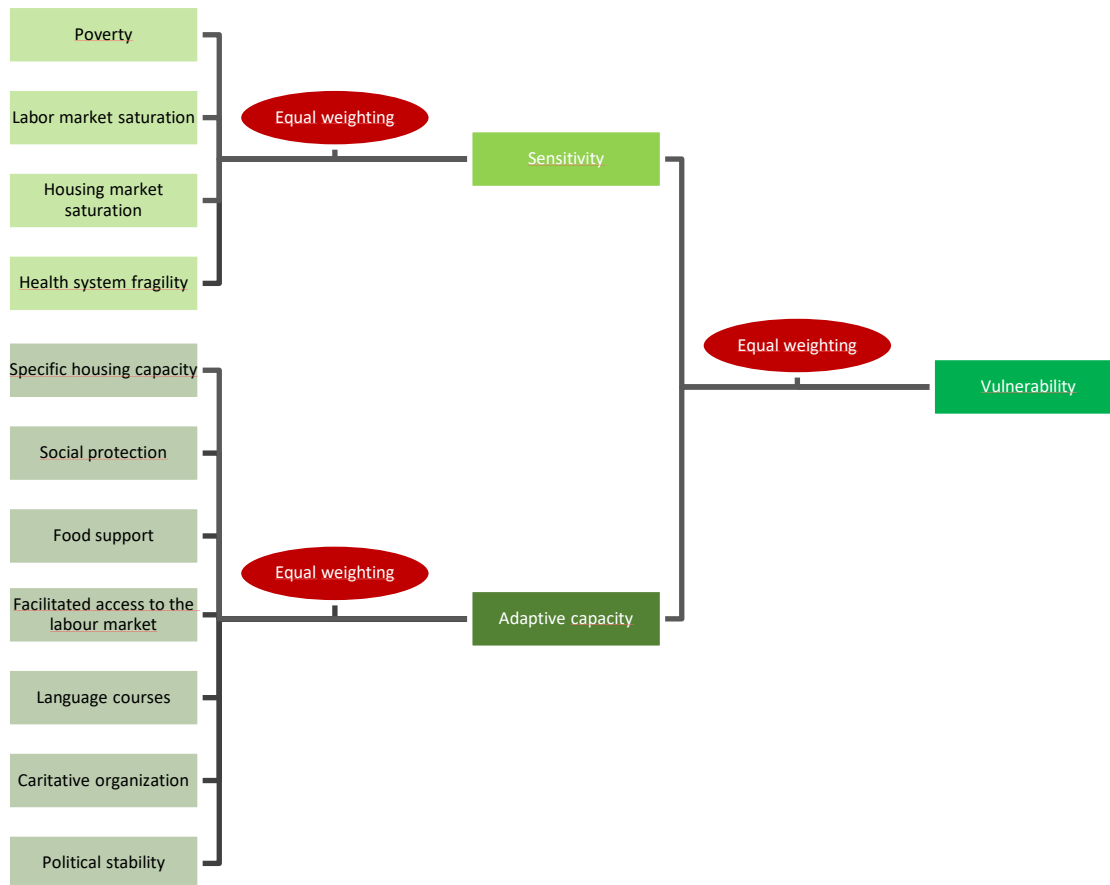 Poverty
Labor market saturation
Housing market
saturation
Health system fragility
Equal weighting
Sensitivity
Specific housing capacity
Social protection
Food support
Facilitated access to the
labour market
Language courses
Caritative organization
Political stability
Equal weighting
Adaptive capacity
Equal weighting
Vulnerability